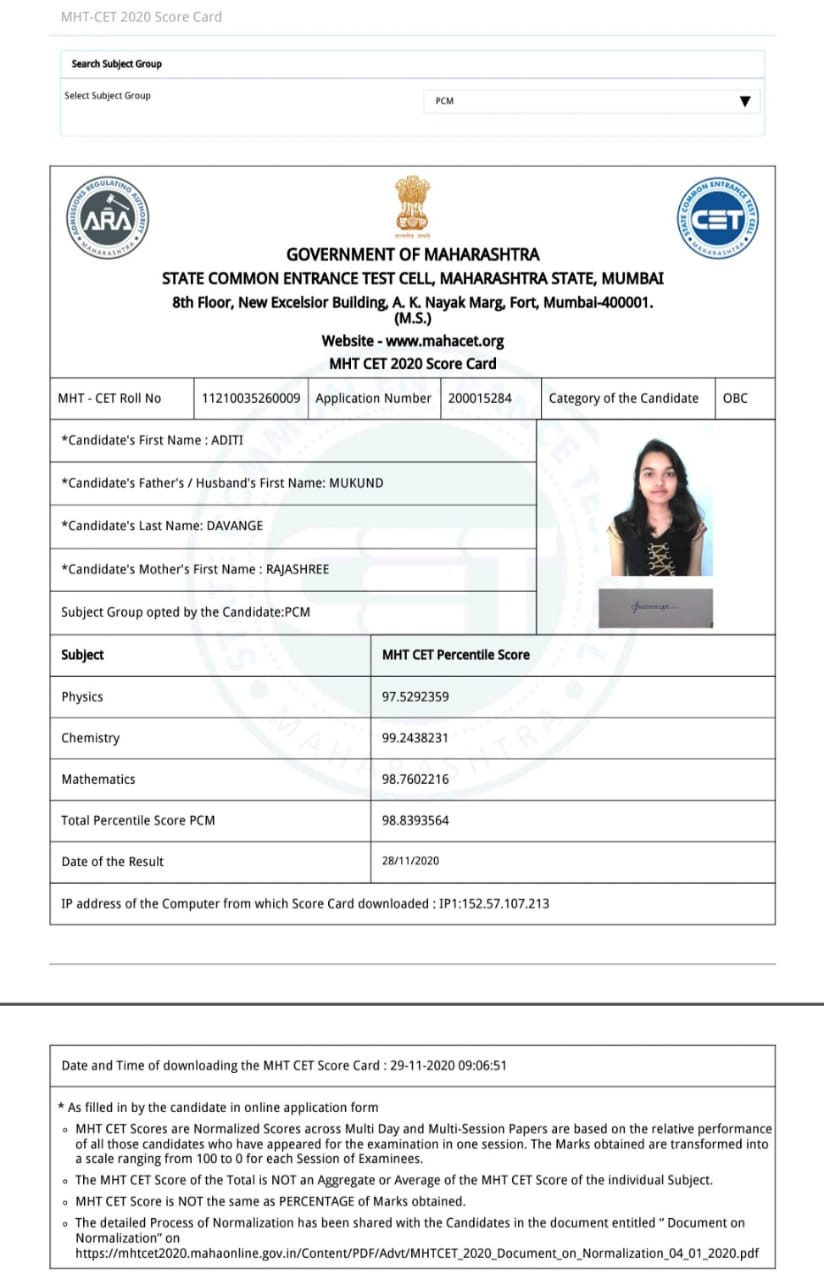 MHT-CET 2020 Score Card
Search Subject Group
Select Subject Group
PCM
ADMISSIONS REGULATING AUTHORITY
ARA
MAHARASHTRA
सत्यमेव जयते
STATE COMMON ENTRANCE TEST CELL
CET
MAHARASHTRA
GOVERNMENT OF MAHARASHTRA
STATE COMMON ENTRANCE TEST CELL, MAHARASHTRA STATE, MUMBAI
8th Floor, New Excelsior Building, A. K. Nayak Marg, Fort, Mumbai-400001.
(M.S.)
Website - www.mahacet.org
MHT CET 2020 Score Card
MHT - CET Roll No 11210035260009 Application Number 200015284 Category of the Candidate OBC
*Candidate's First Name : ADITI
*Candidate's Father's / Husband's First Name: MUKUND
*Candidate's Last Name: DAVANGE
*Candidate's Mother's First Name : RAJASHREE
Subject Group opted by the Candidate:PCM
Subject MHT CET Percentile Score
Physics 97.5292359
Chemistry 99.2438231
Mathematics 98.7602216
Total Percentile Score PCM 98.8393564
Date of the Result 28/11/2020
IP address of the Computer from which Score Card downloaded : IP1:152.57.107.213
STATE COMMON ENTRANCE TEST CELL
CET
MAHARASHTRA
Date and Time of downloading the MHT CET Score Card : 29-11-2020 09:06:51
* As filled in by the candidate in online application form
MHT CET Scores are Normalized Scores across Multi Day and Multi-Session Papers are based on the relative performance
of all those candidates who have appeared for the examination in one session. The Marks obtained are transformed into
a scale ranging from 100 to 0 for each Session of Examinees.
The MHT CET Score of the Total is NOT an Aggregate or Average of the MHT CET Score of the individual Subject.
MHT CET Score is NOT the same as PERCENTAGE of Marks obtained.
The detailed Process of Normalization has been shared with the Candidates in the document entitled “ Document on
Normalization” on
https://mhtcet2020.mahaonline.gov.in/Content/PDF/Advt/MHTCET_2020_Document_on_Normalization_04_01_2020.pdf